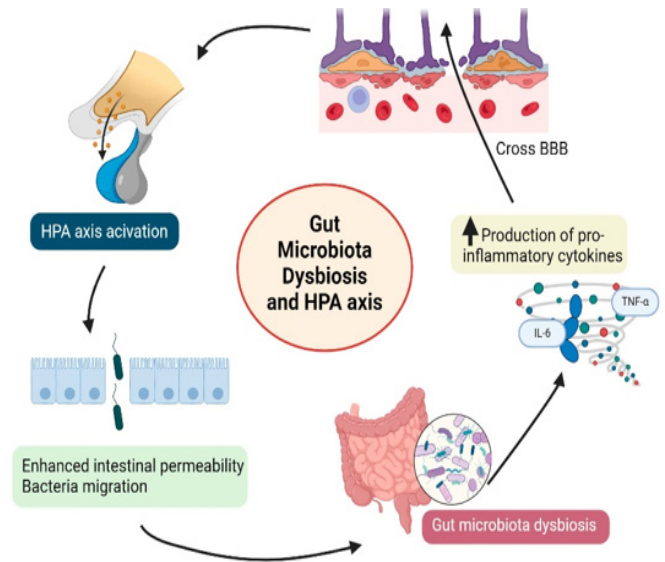 Cross BBB
HPA axis acivation
Gut
Microbiota
Dysbiosis
and HPA axis
Production of pro-
inflammatory cytokines
TNF-α
IL-6
Enhanced intestinal permeability
Bacteria migration
Gut microbiota dysbiosis